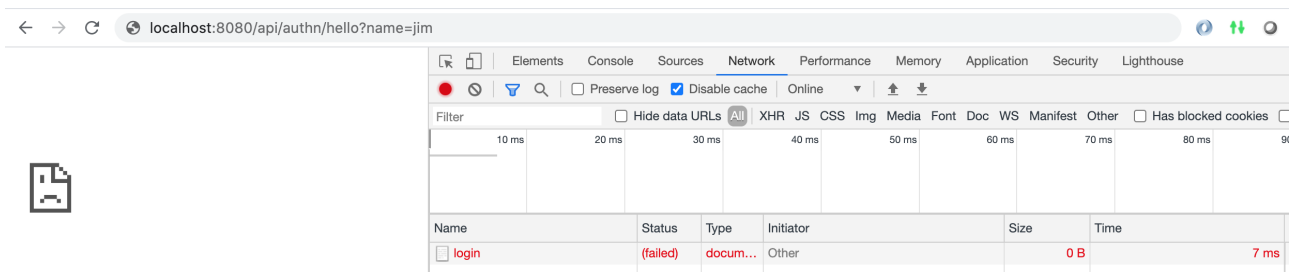 localhost:8080/api/authn/hello?name=jim
Elements Console Sources Network Performance Memory Application Security Lighthouse
Preserve log Disable cache Online
Filter Hide data URLs All XHR JS CSS Img Media Font Doc WS Manifest Other Has blocked cookies
10 ms 20 ms 30 ms 40 ms 50 ms 60 ms 70 ms 80 ms 90
Name Status Type Initiator Size Time
login (failed) docum... Other 0 B 7 ms